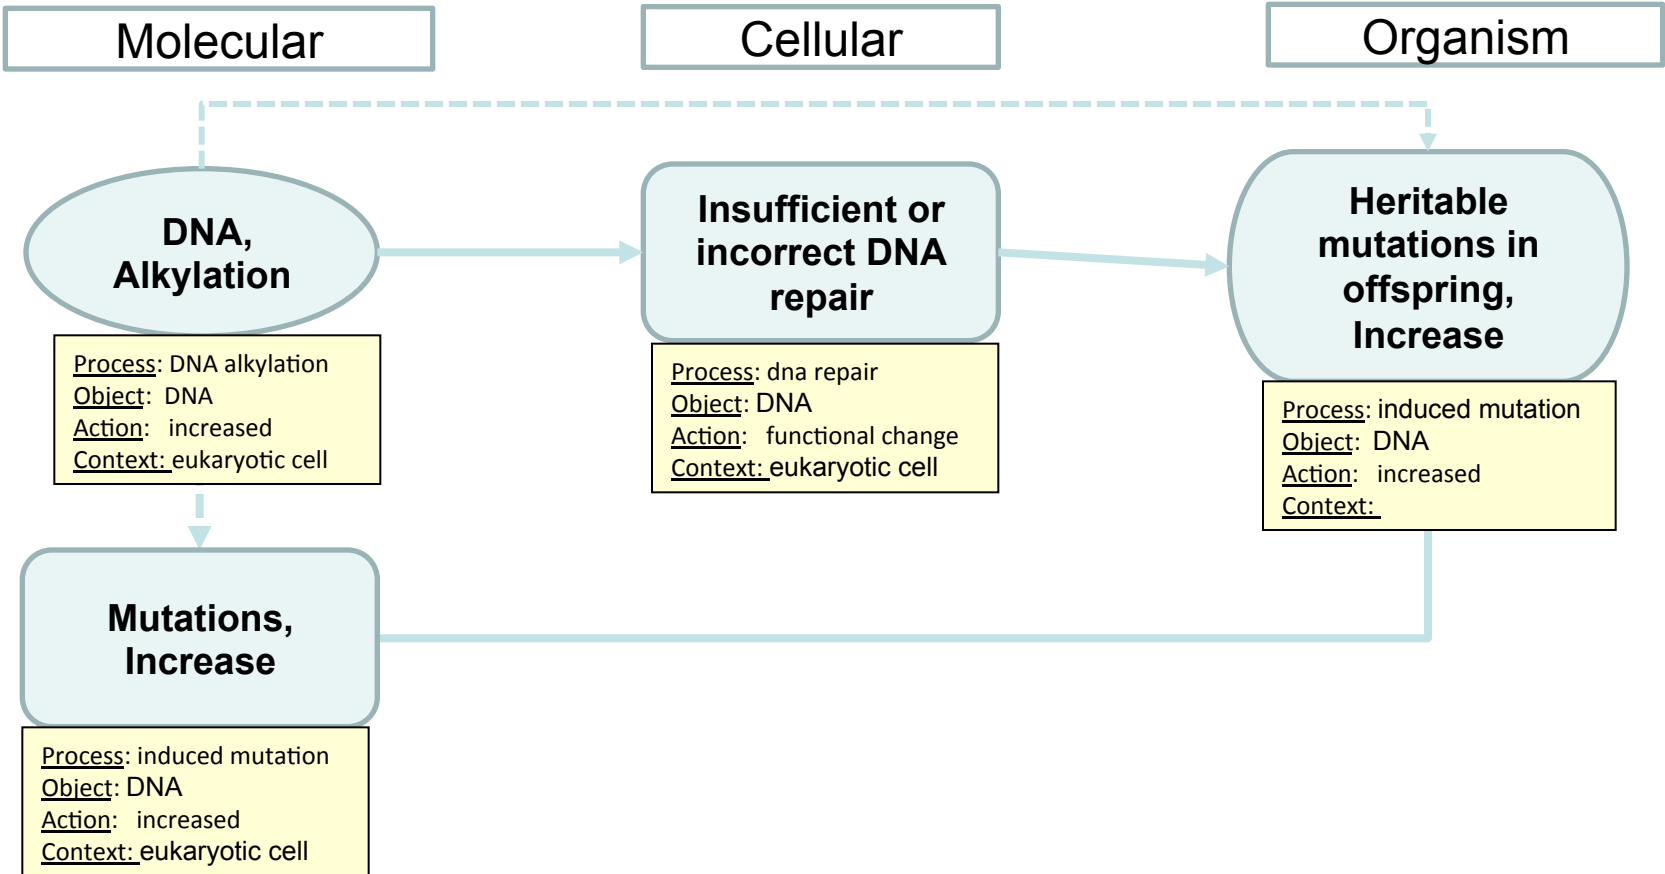 Molecular
Cellular
Organism
DNA,
Alkylation
Process: DNA alkylation
Object: DNA
Action: increased
Context: eukaryotic cell
Insufficient or
incorrect DNA
repair
Process: dna repair
Object: DNA
Action: functional change
Context: eukaryotic cell
Heritable
mutations in
offspring,
Increase
Process: induced mutation
Object: DNA
Action: increased
Context:
Mutations,
Increase
Process: induced mutation
Object: DNA
Action: increased
Context: eukaryotic cell